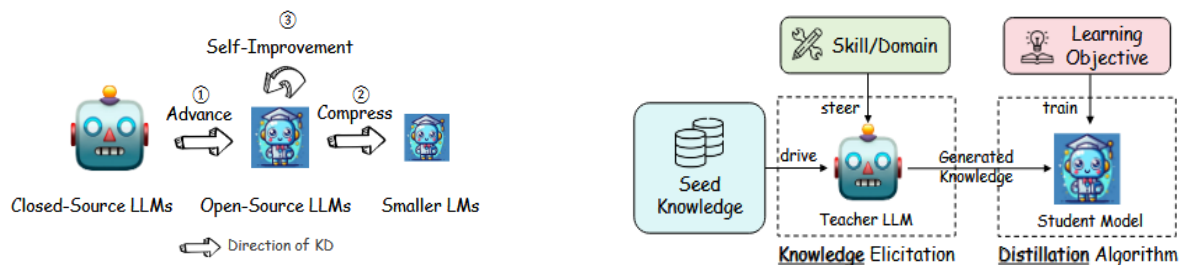 ③
Self-Improvement
①
Advance
②
Compress
Closed-Source LLMs
Open-Source LLMs
Smaller LMs
Direction of KD
Skill/Domain
Learning
Objective
steer
train
Seed
Knowledge
drive
Generated
Knowledge
Teacher LLM
Student Model
Knowledge Elicitation
Distillation Algorithm